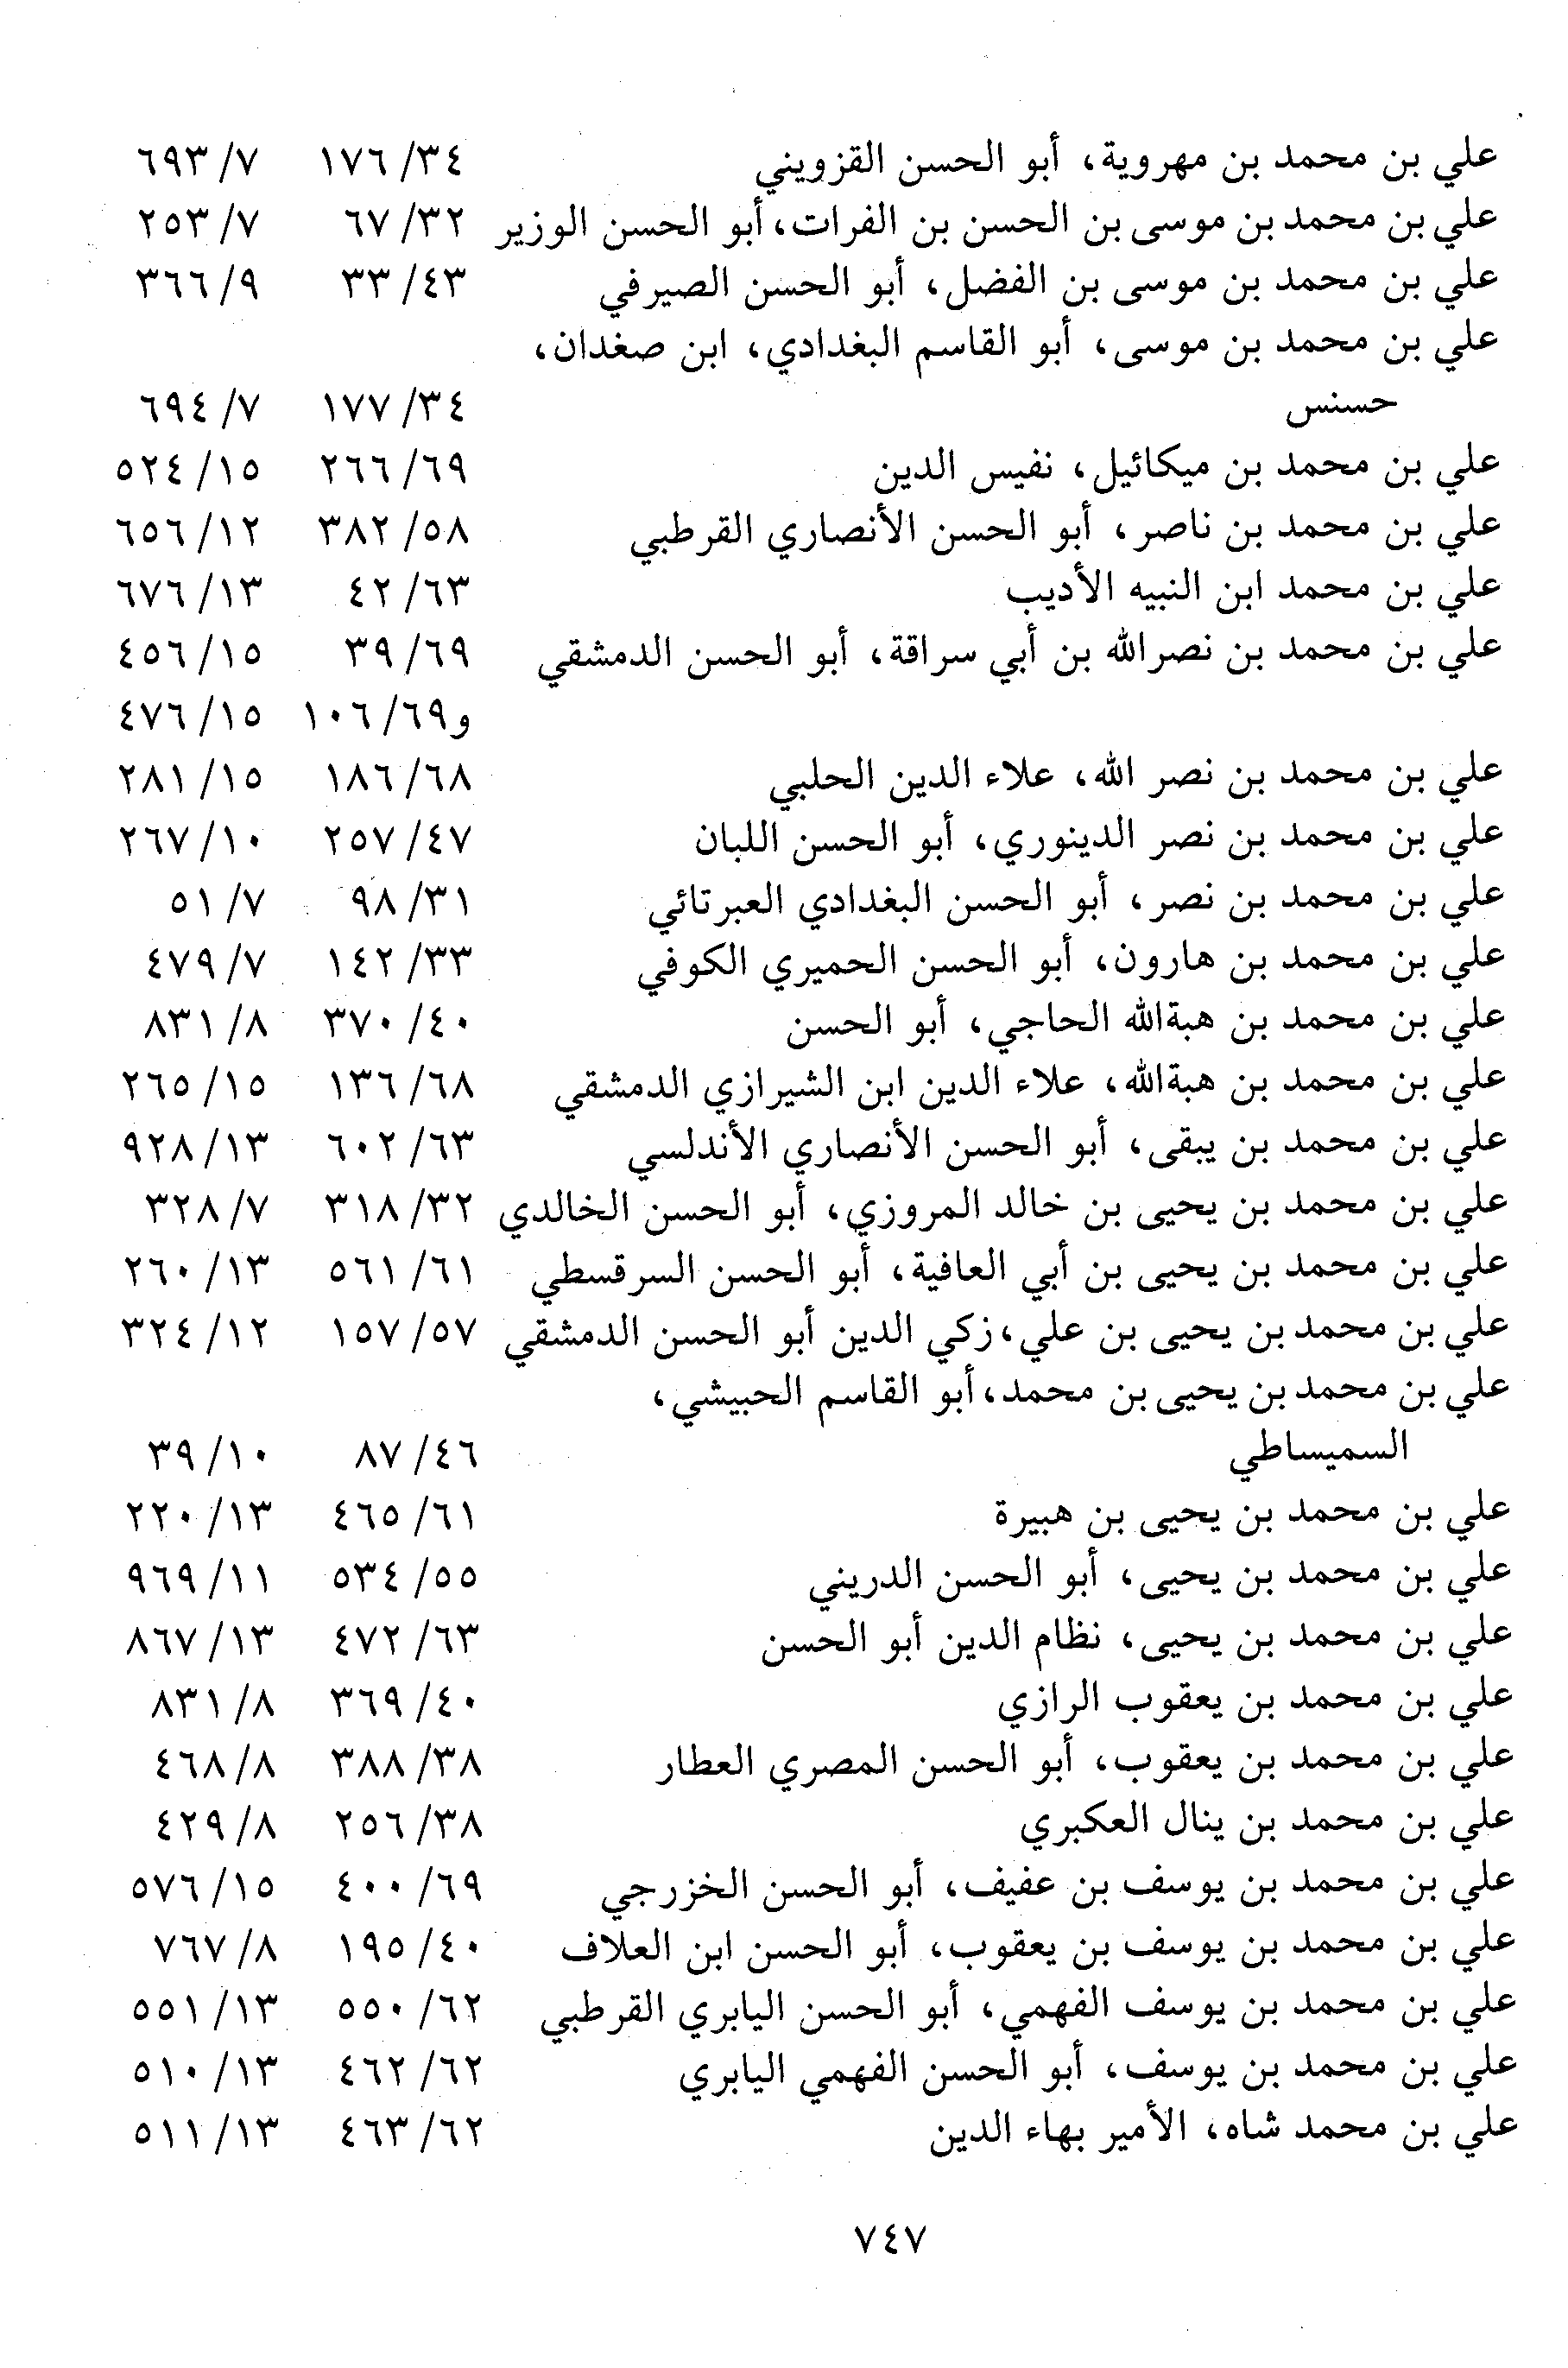 علي بن محمد بن مهروية، أبو الحسن القزويني ٣٤/ ١٧٦ ٧/ ٦٩٣
علي بن محمد بن موسى بن الحسن بن الفرات، أبو الحسن الوزير ٣٢/ ٦٧ ٧/ ٢٥٣
علي بن محمد بن موسى بن الفضل، أبو الحسن الصيرفي ٤٣/ ٣٣ ٩/ ٣٦٦
علي بن محمد بن موسى، أبو القاسم البغدادي، ابن صغدان،
حسنس ٣٤/ ١٧٧ ٧/ ٦٩٤
علي بن محمد بن ميكائيل، نفيس الدين ٦٩/ ٢٦٦ ١٥/ ٥٢٤
علي بن محمد بن ناصر، أبو الحسن الأنصاري القرطبي ٥٨/ ٣٨٢ ١٢/ ٦٥٦
علي بن محمد ابن النبيه الأديب ٦٣/ ٤٢ ١٣/ ٦٧٦
علي بن محمد بن نصرالله بن أبي سراقة، أبو الحسن الدمشقي ٦٩/ ٣٩ ١٥/ ٤٥٦
و٦٩/ ١٠٦ ١٥/ ٤٧٦
علي بن محمد بن نصر الله، علاء الدين الحلبي ٦٨/ ١٨٦ ١٥/ ٢٨١
علي بن محمد بن نصر الدينوري، أبو الحسن اللبان ٤٧/ ٢٥٧ ١٠/ ٢٦٧
علي بن محمد بن نصر، أبو الحسن البغدادي العبرتائي ٣١/ ٩٨ ٧/ ٥١
علي بن محمد بن هارون، أبو الحسن الحميري الكوفي ٣٣/ ١٤٢ ٧/ ٤٧٩
علي بن محمد بن هبةالله الحاجي، أبو الحسن ٤٠/ ٣٧٠ ٨/ ٨٣١
علي بن محمد بن هبةالله، علاء الدين ابن الشيرازي الدمشقي ٦٨/ ١٣٦ ١٥/ ٢٦٥
علي بن محمد بن يبقى، أبو الحسن الأنصاري الأندلسي ٦٣/ ٦٠٢ ١٣/ ٩٢٨
علي بن محمد بن يحيى بن خالد المروزي، أبو الحسن الخالدي ٣٢/ ٣١٨ ٧/ ٣٢٨
علي بن محمد بن يحيى بن أبي العافية، أبو الحسن السرقسطي ٦١/ ٥٦١ ١٣/ ٢٦٠
علي بن محمد بن يحيى بن علي، زكي الدين أبو الحسن الدمشقي ٥٧/ ١٥٧ ١٢/ ٣٢٤
علي بن محمد بن يحيى بن محمد، أبو القاسم الحبيشي،
السميساطي ٤٦/ ٨٧ ١٠/ ٣٩
علي بن محمد بن يحيى بن هبيرة ٦١/ ٤٦٥ ١٣/ ٢٢٠
علي بن محمد بن يحيى، أبو الحسن الدريني ٥٥/ ٥٣٤ ١١/ ٩٦٩
علي بن محمد بن يحيى، نظام الدين أبو الحسن ٦٣/ ٤٧٢ ١٣/ ٨٦٧
علي بن محمد بن يعقوب الرازي ٤٠/ ٣٦٩ ٨/ ٨٣١
علي بن محمد بن يعقوب، أبو الحسن المصري العطار ٣٨/ ٣٨٨ ٨/ ٤٦٨
علي بن محمد بن ينال العكبري ٣٨/ ٢٥٦ ٨/ ٤٢٩
علي بن محمد بن يوسف بن عفيف، أبو الحسن الخزرجي ٦٩/ ٤٠٠ ١٥/ ٥٧٦
علي بن محمد بن يوسف بن يعقوب، أبو الحسن ابن العلاف ٤٠/ ١٩٥ ٨/ ٧٦٧
علي بن محمد بن يوسف الفهمي، أبو الحسن اليابري القرطبي ٦٢/ ٥٥٠ ١٣/ ٥٥١
علي بن محمد بن يوسف، أبو الحسن الفهمي اليابري ٦٢/ ٤٦٢ ١٣/ ٥١٠
علي بن محمد شاه، الأمير بهاء الدين ٦٢/ ٤٦٣ ١٣/ ٥١١
٧٤٧